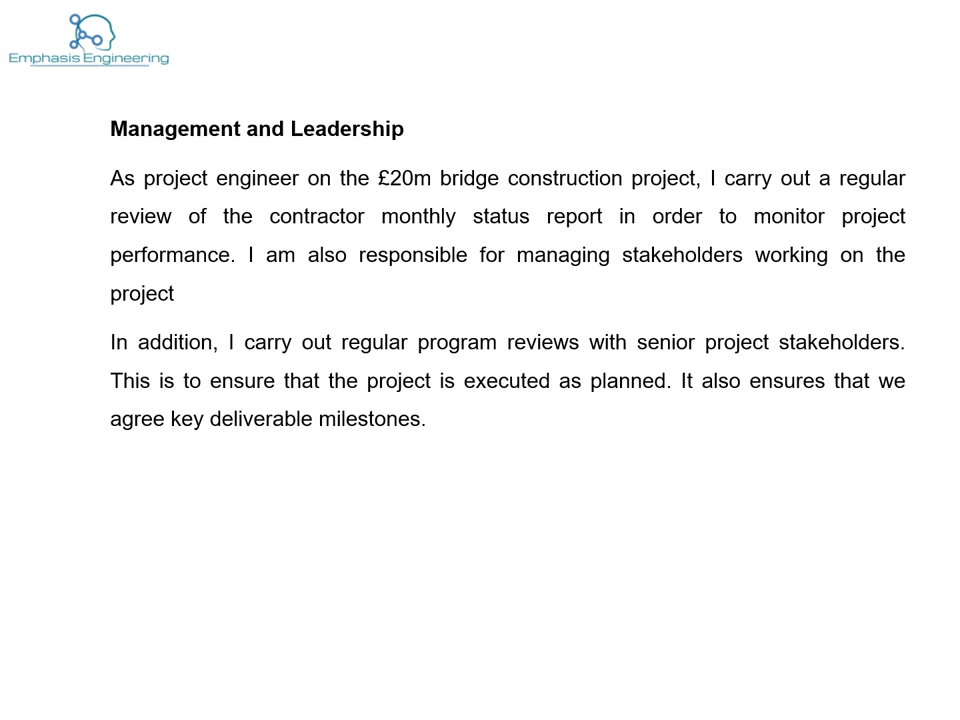 Emphasis Engineering
Management and Leadership
As project engineer on the £20m bridge construction project, I carry out a regular
review of the contractor monthly status report in order to monitor project
performance. I am also responsible for managing stakeholders working on the
project
In addition, I carry out regular program reviews with senior project stakeholders.
This is to ensure that the project is executed as planned. It also ensures that we
agree key deliverable milestones.